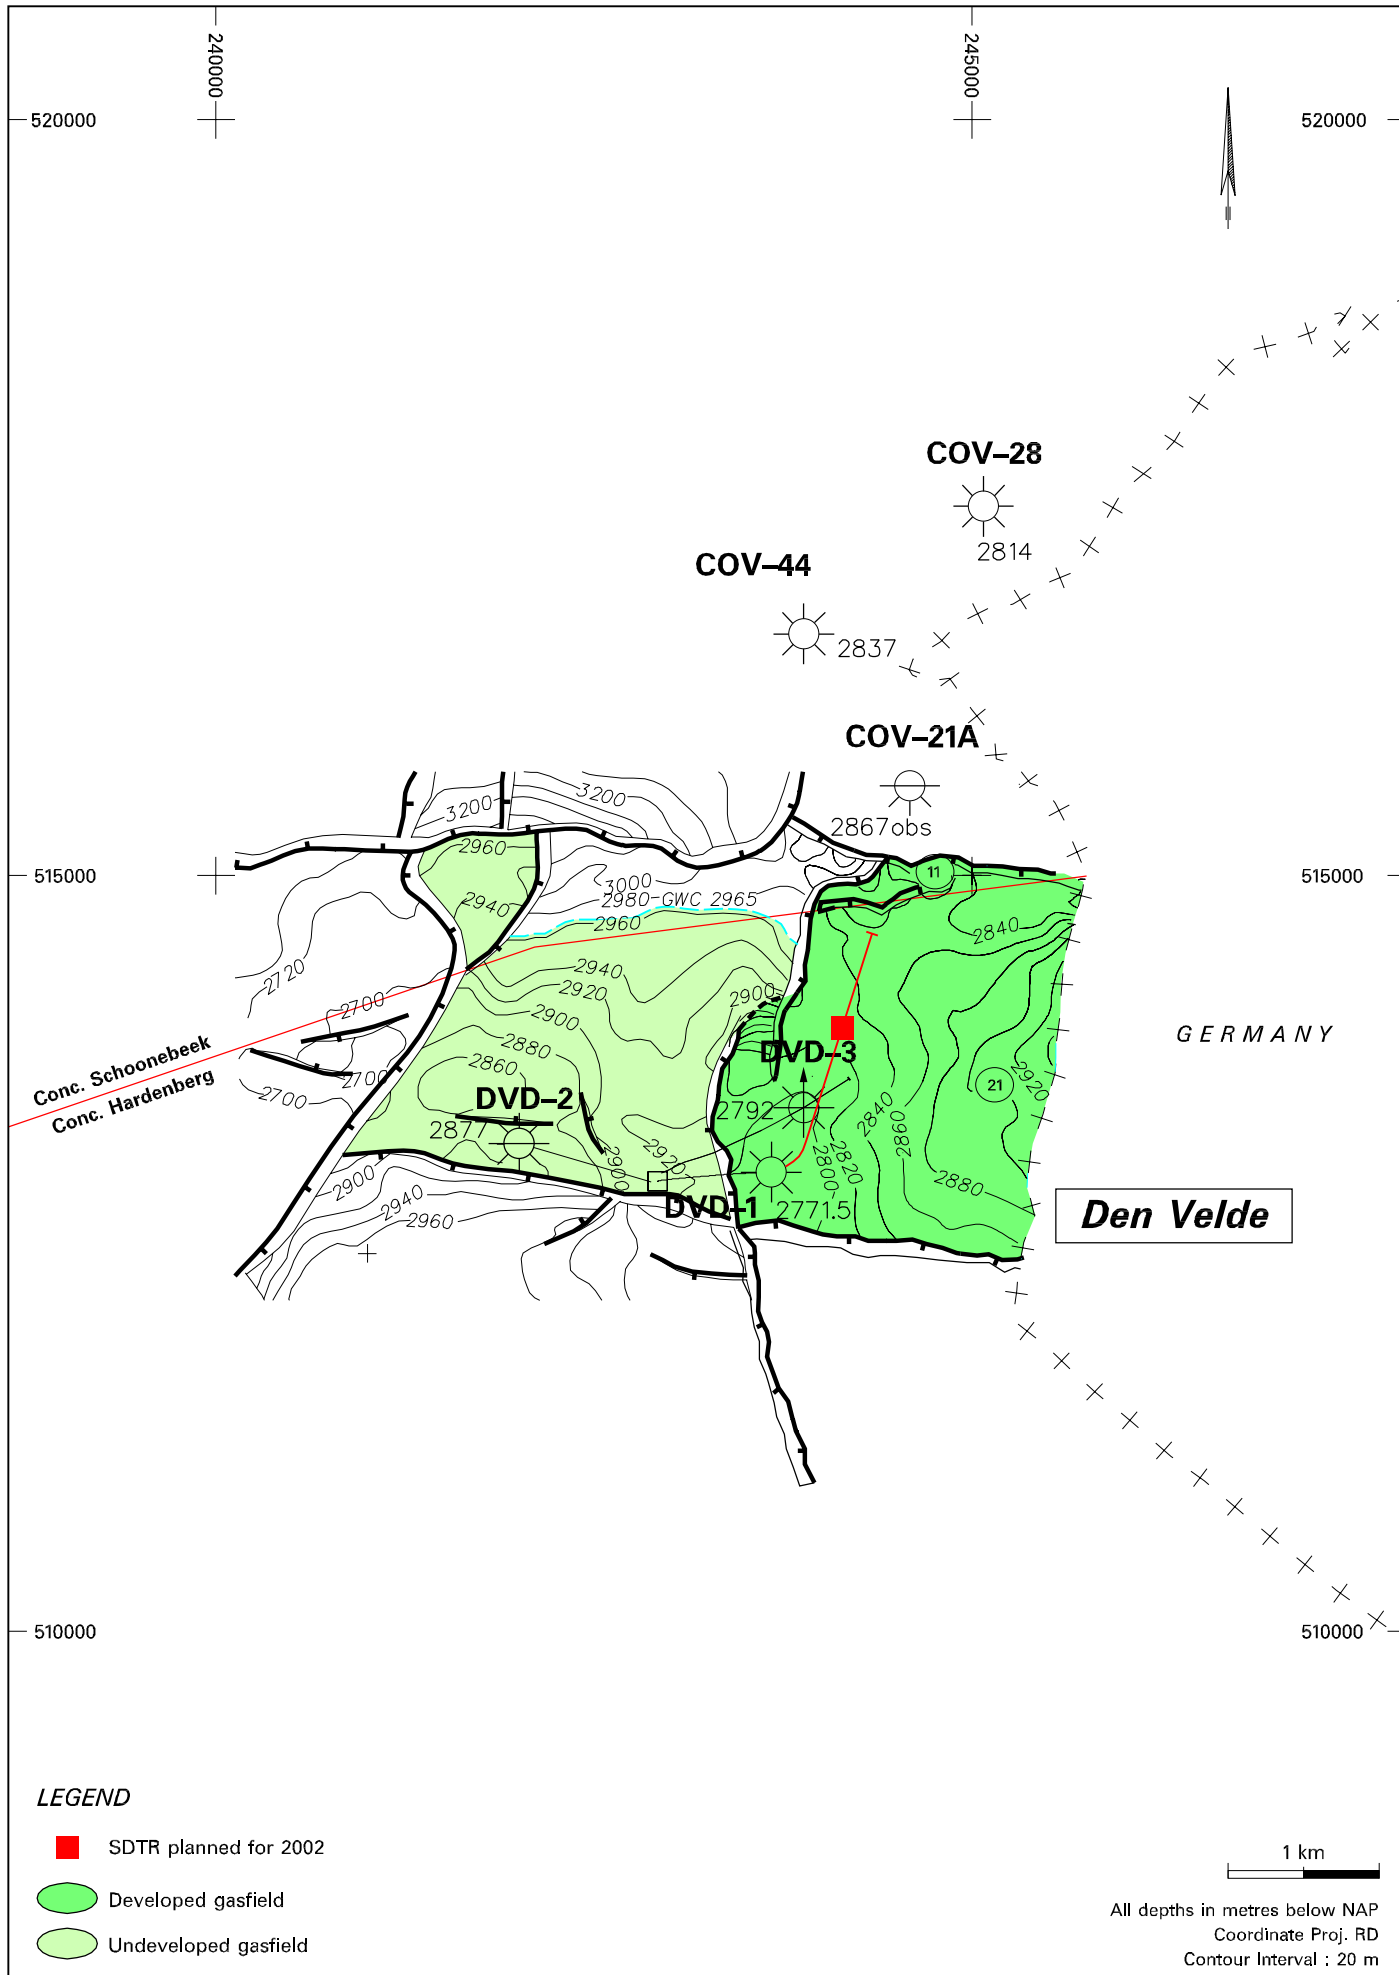 240000
245000
520000
520000
COV–28
2814
COV–44
2837
COV–21A
2867obs
3200
3200
2960
11
515000
515000
3000
2940
2980 GWC 2965
2960
2840
2720
2940
2920
2900
2900
2700
2880
GERMANY
Conc. Schoonebeek
DVD–3
2860
2920
21
2700
Conc. Hardenberg
2700
DVD–2
2792
2840
2877
2860
2920
2820
2900
2900
2800
2880
2940
2960
DVD–1
2771.5
Den Velde
510000
510000
LEGEND
SDTR planned for 2002
Developed gasfield
Undeveloped gasfield
1 km
All depths in metres below NAP
Coordinate Proj. RD
Contour Interval : 20 m